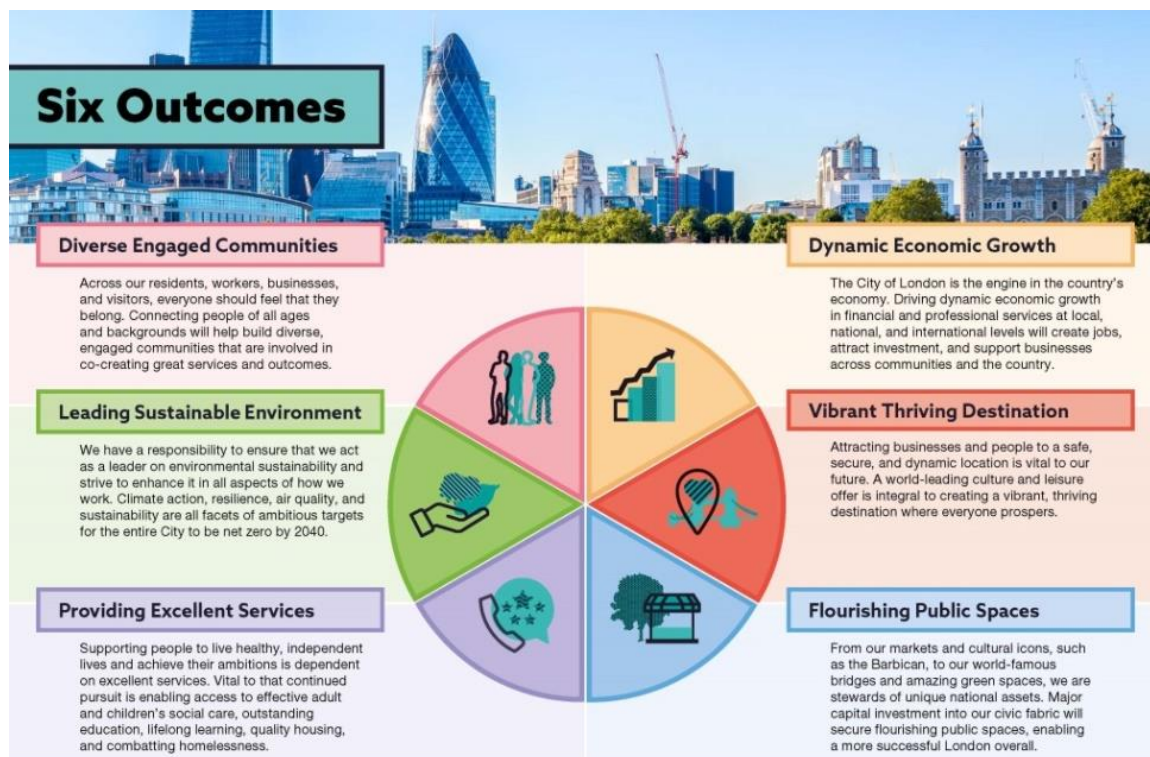 Six Outcomes
Diverse Engaged Communities
Across our residents, workers, businesses,
and visitors, everyone should feel that they
belong. Connecting people of all ages
and backgrounds will help build diverse,
engaged communities that are involved in
co-creating great services and outcomes.
Dynamic Economic Growth
The City of London is the engine in the country's
economy. Driving dynamic economic growth
in financial and professional services at local,
national, and international levels will create jobs,
attract investment, and support businesses
across communities and the country.
Leading Sustainable Environment
We have a responsibility to ensure that we act
as a leader on environmental sustainability and
strive to enhance it in all aspects of how we
work. Climate action, resilience, air quality, and
sustainability are all facets of ambitious targets
for the entire City to be net zero by 2040.
Vibrant Thriving Destination
Attracting businesses and people to a safe,
secure, and dynamic location is vital to our
future. A world-leading culture and leisure
offer is integral to creating a vibrant, thriving
destination where everyone prospers.
Providing Excellent Services
Supporting people to live healthy, independent
lives and achieve their ambitions is dependent
on excellent services. Vital to that continued
pursuit is enabling access to effective adult
and children's social care, outstanding
education, lifelong learning, quality housing,
and combatting homelessness.
Flourishing Public Spaces
From our markets and cultural icons, such
as the Barbican, to our world-famous
bridges and amazing green spaces, we are
stewards of unique national assets. Major
capital investment into our civic fabric will
secure flourishing public spaces, enabling
a more successful London overall.